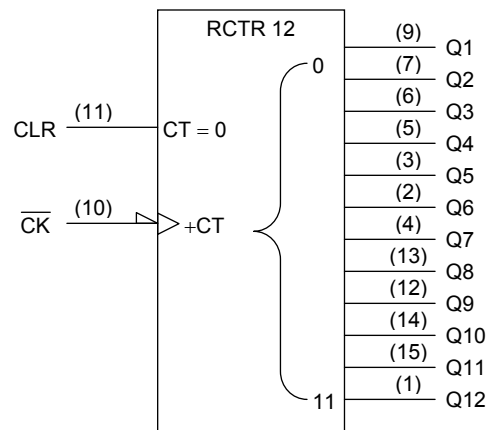 RCTR 12
(9) Q1
0
(7) Q2
(6) Q3
(11)
CLR CT = 0
(5) Q4
(3) Q5
(2) Q6
(10)
C̅K̅ +CT
(4) Q7
(13) Q8
(12) Q9
(14) Q10
(15) Q11
(1)
11 Q12